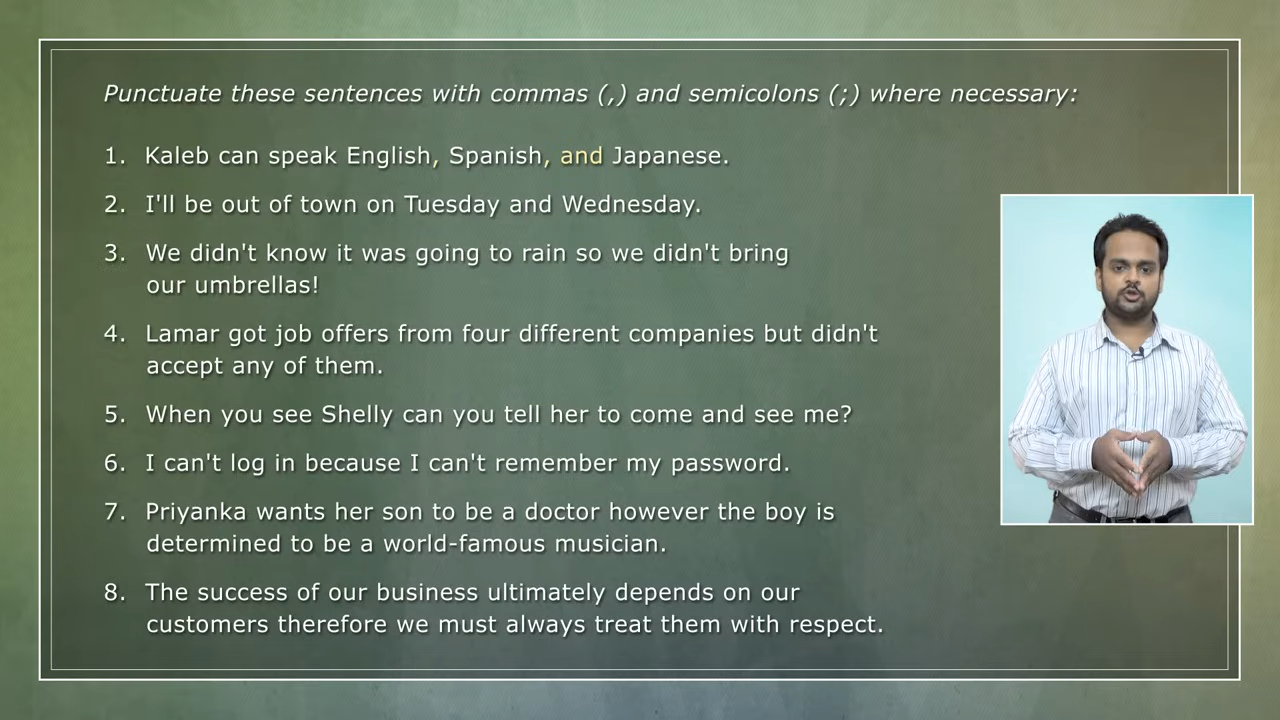 Punctuate these sentences with commas (,) and semicolons (;) where necessary:
1. Kaleb can speak English, Spanish, and Japanese.
2. I'll be out of town on Tuesday and Wednesday.
3. We didn't know it was going to rain so we didn't bring
our umbrellas!
4. Lamar got job offers from four different companies but didn't
accept any of them.
5. When you see Shelly can you tell her to come and see me?
6. I can't log in because I can't remember my password.
7. Priyanka wants her son to be a doctor however the boy is
determined to be a world-famous musician.
8. The success of our business ultimately depends on our
customers therefore we must always treat them with respect.